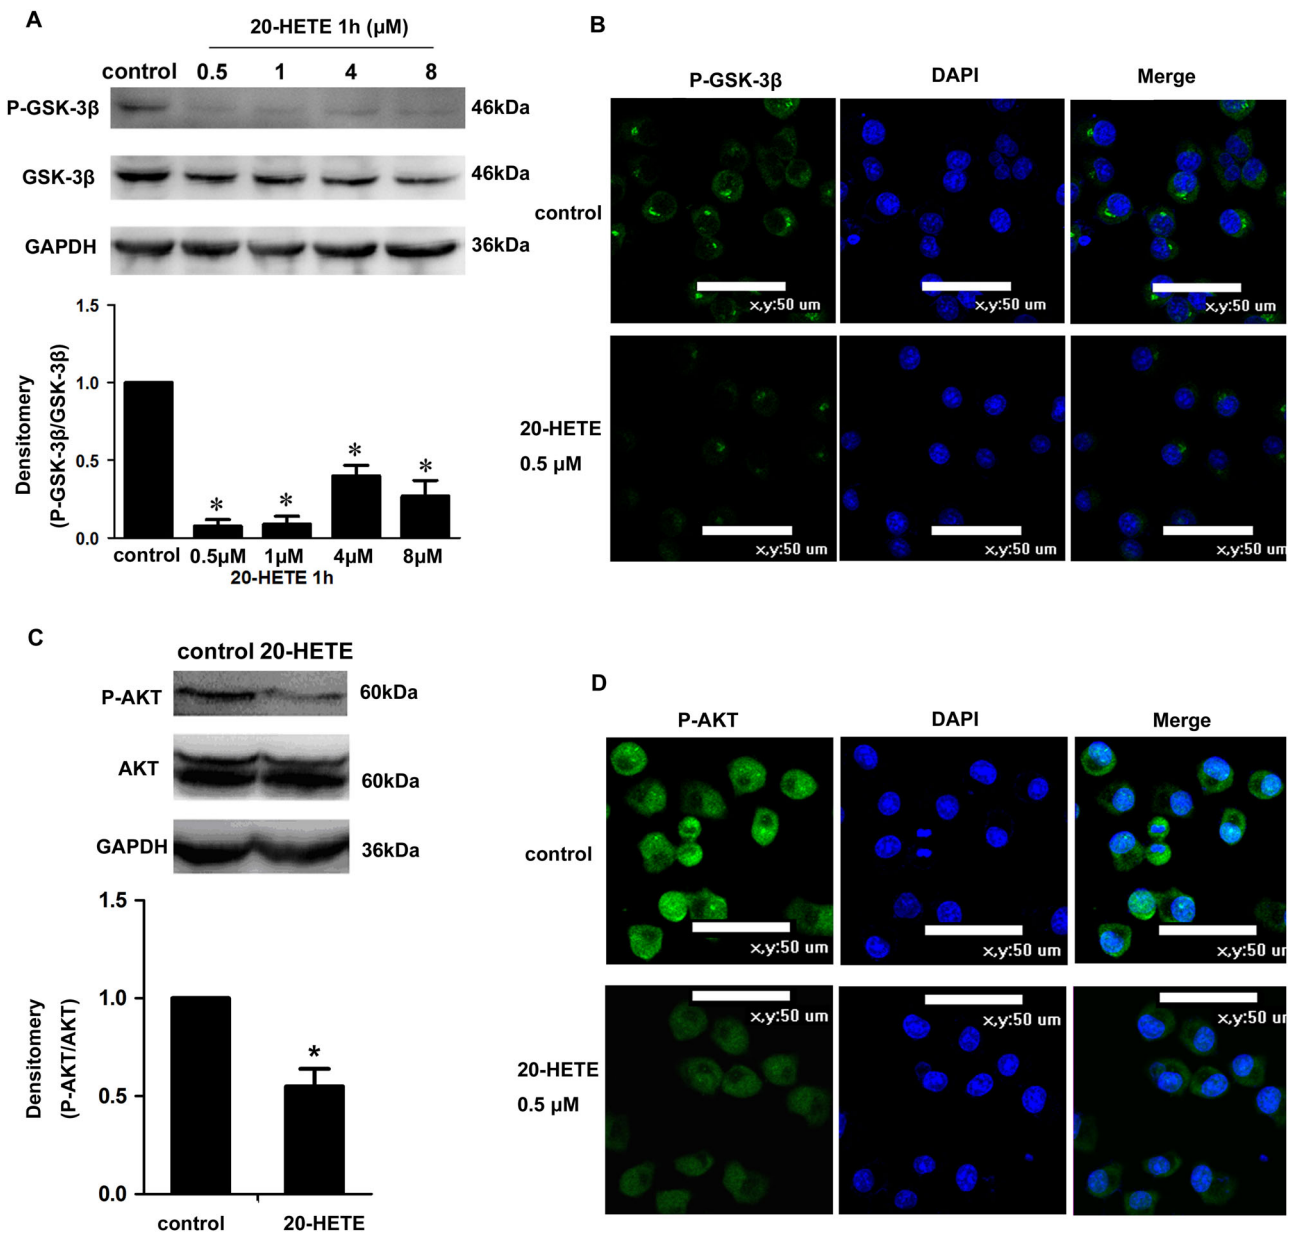 A
20-HETE 1h (µM)
control 0.5 1 4 8
P-GSK-3β 46kDa
GSK-3β 46kDa
GAPDH 36kDa
Densitomery
(P-GSK-3β/GSK-3β)
1.5
1.0
0.5
0.0
* * * *
control 0.5µM 1µM 4µM 8µM
20-HETE 1h
B
P-GSK-3β DAPI Merge
control
x,y:50 um x,y:50 um x,y:50 um
20-HETE
0.5 µM
x,y:50 um x,y:50 um x,y:50 um
C
control 20-HETE
P-AKT 60kDa
AKT 60kDa
GAPDH 36kDa
Densitomery
(P-AKT/AKT)
1.5
1.0
0.5
0.0
*
control 20-HETE
D
P-AKT DAPI Merge
control
x,y:50 um x,y:50 um x,y:50 ur
20-HETE
0.5 µM
x,y:50 um x,y:50 um x,y:50 ur